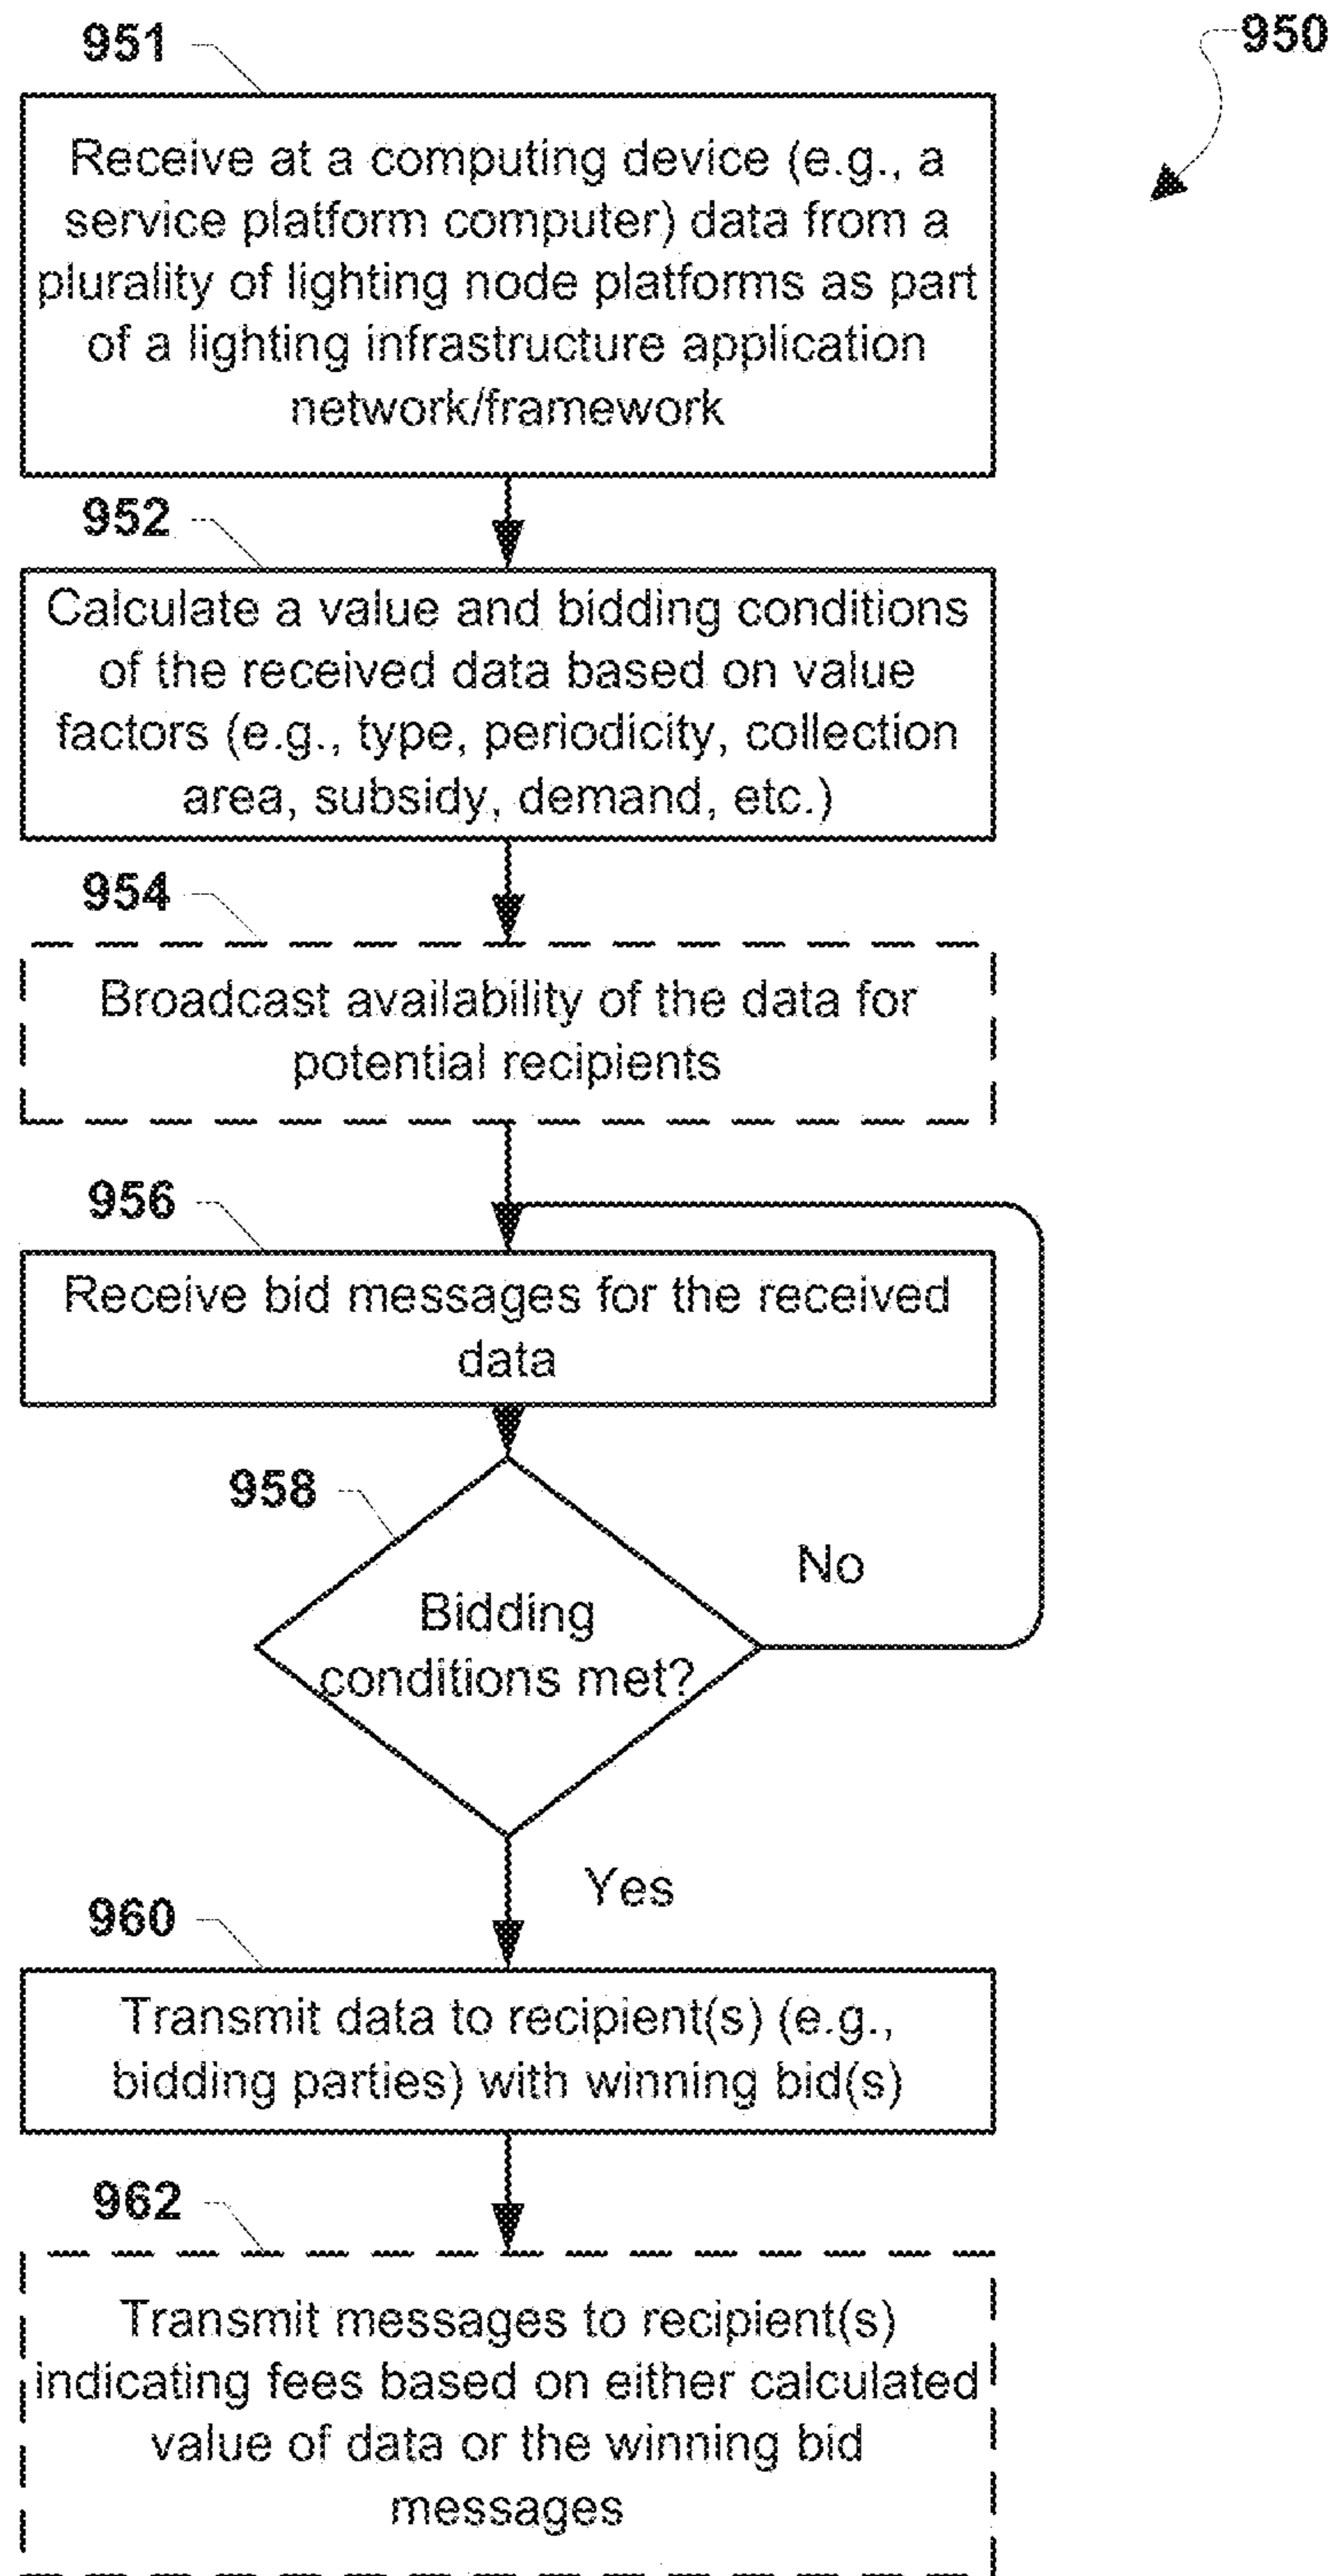 951
950
Receive at a computing device (e.g., a
service platform computer) data from a
plurality of lighting node platforms as part
of a lighting infrastructure application
network/framework
952
Calculate a value and bidding conditions
of the received data based on value
factors (e.g., type, periodicity, collection
area, subsidy, demand, etc.)
954
Broadcast availability of the data for
potential recipients
956
Receive bid messages for the received
data
958
No
Bidding
conditions met?
Yes
960
Transmit data to recipient(s) (e.g.,
bidding parties) with winning bid(s)
962
Transmit messages to recipient(s)
indicating fees based on either calculated
value of data or the winning bid
messages